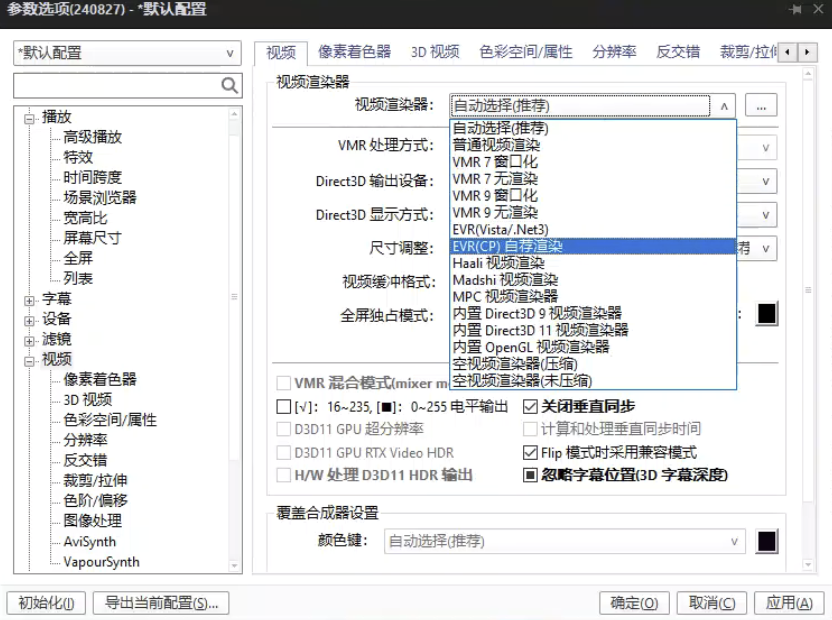 参数选项(240827) - *默认配置
*默认配置
播放
高级播放
特效
时间跨度
场景浏览器
宽高比
屏幕尺寸
全屏
列表
字幕
设备
滤镜
视频
像素着色器
3D 视频
色彩空间/属性
分辨率
反交错
裁剪/拉伸
色阶/偏移
图像处理
AviSynth
VapourSynth
视频 像素着色器 3D 视频 色彩空间/属性 分辨率 反交错 裁剪/拉伸
视频渲染器
视频渲染器: 自动选择(推荐) ...
VMR 处理方式:
Direct3D 输出设备:
Direct3D 显示方式:
尺寸调整: 荐
视频缓冲格式:
全屏独占模式: :
自动选择(推荐)
普通视频渲染
VMR 7 窗口化
VMR 7 无渲染
VMR 9 窗口化
VMR 9 无渲染
EVR(Vista/.Net3)
EVR(CP) 自荐渲染
Haali 视频渲染
Madshi 视频渲染
MPC 视频渲染器
内置 Direct3D 9 视频渲染器
内置 Direct3D 11 视频渲染器
内置 OpenGL 视频渲染器
空视频渲染器(压缩)
空视频渲染器(未压缩)
VMR 混合模式(mixer m
[√]: 16~235, [■]: 0~255 电平输出 关闭垂直同步
D3D11 GPU 超分辨率 计算和处理垂直同步时间
D3D11 GPU RTX Video HDR Flip 模式时采用兼容模式
H/W 处理 D3D11 HDR 输出 忽略字幕位置(3D 字幕深度)
覆盖合成器设置
颜色键: 自动选择(推荐)
初始化(I) 导出当前配置(S)... 确定(O) 取消(C) 应用(A)